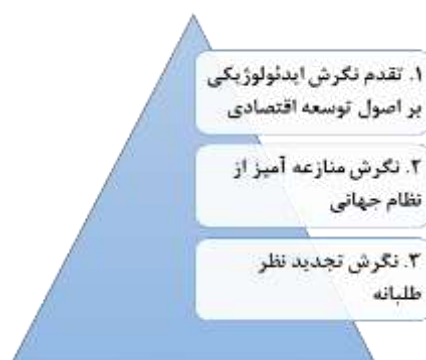 ۱. تقدم نگرش ایدئولوژیکی
بر اصول توسعه اقتصادی
۲. نگرش منازعه آمیز از
نظام جهانی
۳. نگرش تجدید نظر
طلبانه